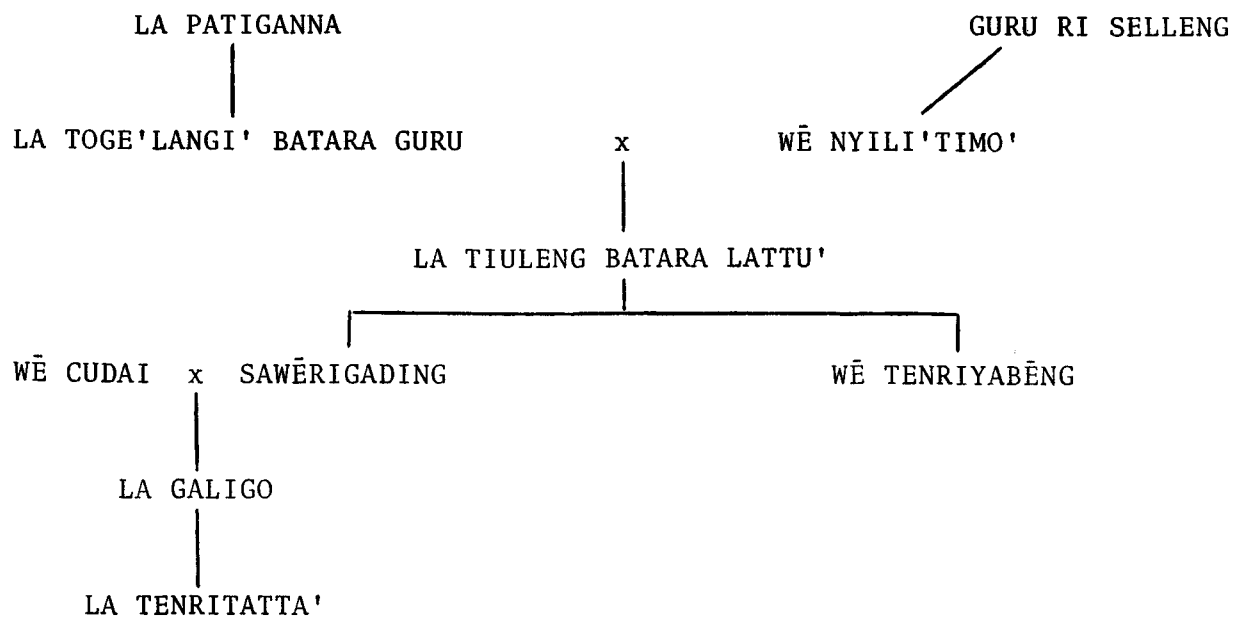 LA PATIGANNA GURU RI SELLENG
LA TOGE'LANGI' BATARA GURU x WĒ NYILI'TIMO'
LA TIULENG BATARA LATTU'
WĒ CUDAI x SAWĒRIGADING WĒ TENRIYABĒNG
LA GALIGO
LA TENRITATTA'